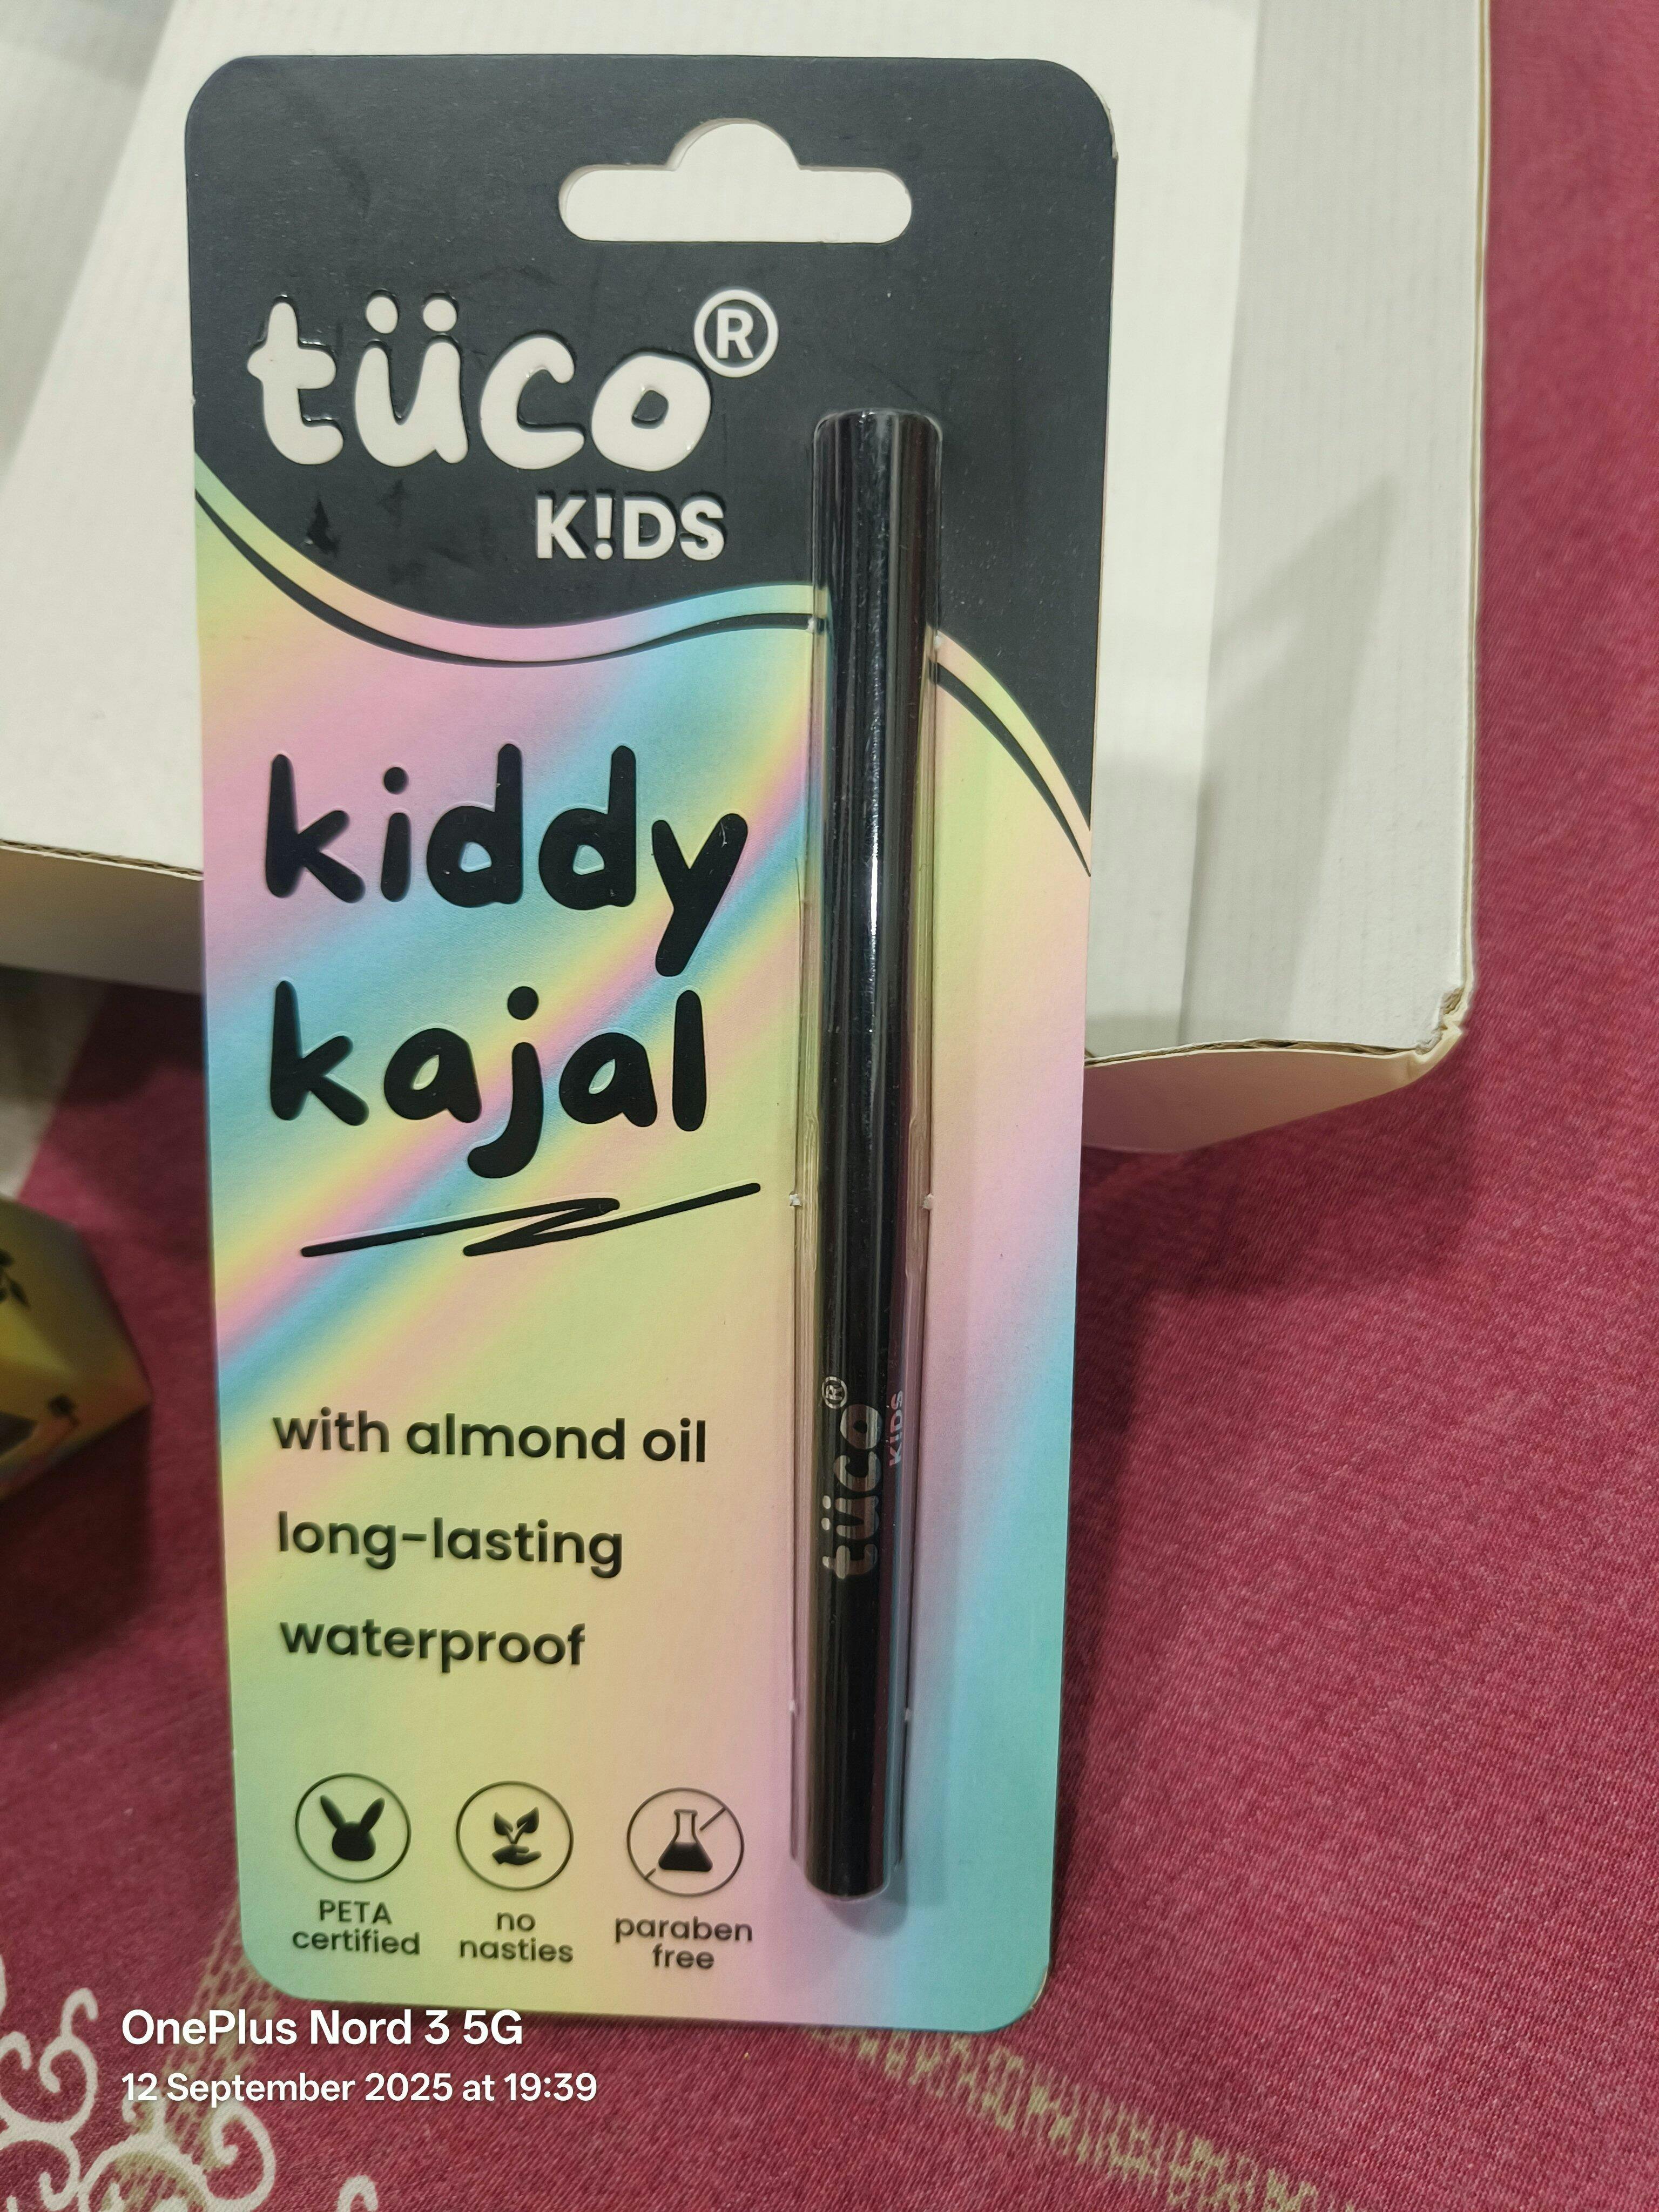 tüco®
K!DS
kiddy
kajal
with almond oil
long-lasting
waterproof
PETA
certified
no
nasties
paraben
free
tüco®
KiDS
OnePlus Nord 3 5G
12 September 2025 at 19:39